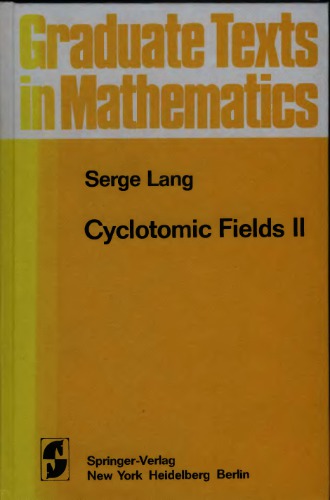 Graduate Texts
in Mathematics
Serge Lang
Cyclotomic Fields II
Springer-Verlag
New York Heidelberg Berlin